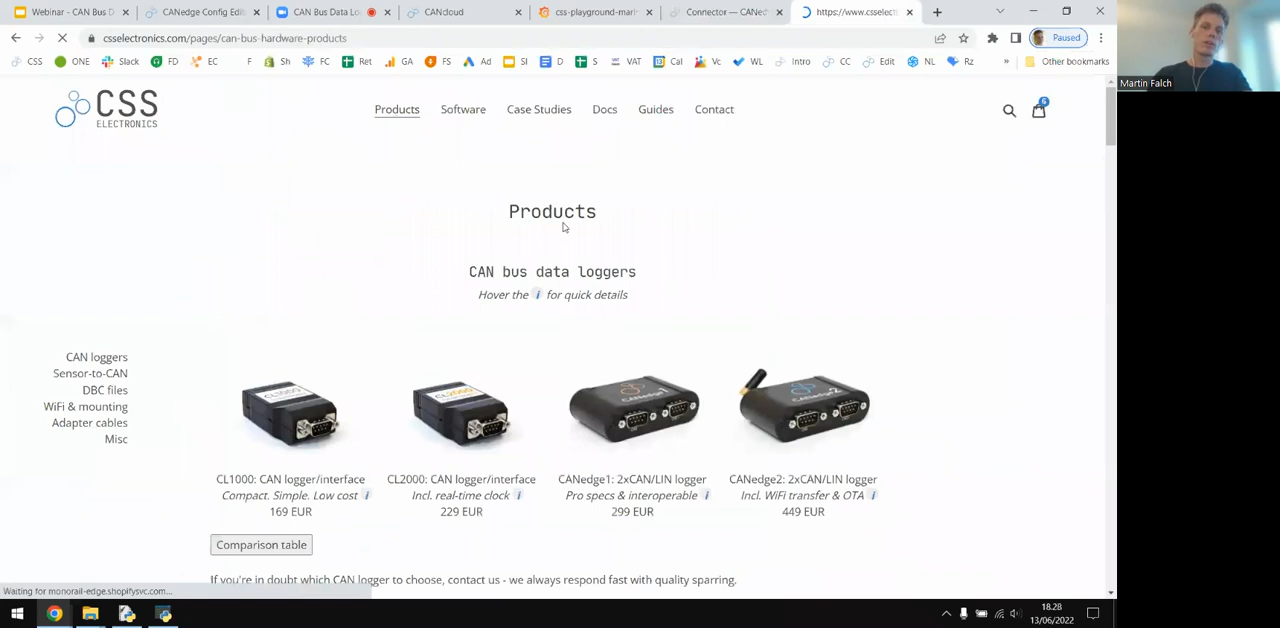 Webinar - CAN Bus D
CANedge Config Edit
CAN Bus Data Lo
CANcloud
css-playground-mart
Connector — CANed
https://www.csselect
csselectronics.com/pages/can-bus-hardware-products
Paused
CSS
ONE
Slack
FD
EC
F
Sh
FC
Ret
GA
FS
Ad
SI
D
S
VAT
Cal
Vc
WL
Intro
CC
Edit
NL
Rz
»
Other bookmarks
Martin Falch
CSS
ELECTRONICS
Products
Software
Case Studies
Docs
Guides
Contact
6
Products
CAN bus data loggers
Hover the i for quick details
CAN loggers
Sensor-to-CAN
DBC files
WiFi & mounting
Adapter cables
Misc
CL1000: CAN logger/interface
Compact. Simple. Low cost i
169 EUR
CL2000: CAN logger/interface
Incl. real-time clock i
229 EUR
CANedge1: 2xCAN/LIN logger
Pro specs & interoperable i
299 EUR
CANedge2: 2xCAN/LIN logger
Incl. WiFi transfer & OTA i
449 EUR
Comparison table
If you're in doubt which CAN logger to choose, contact us - we always respond fast with quality sparring.
Waiting for monorail-edge.shopifysvc.com...
18.28
13/06/2022